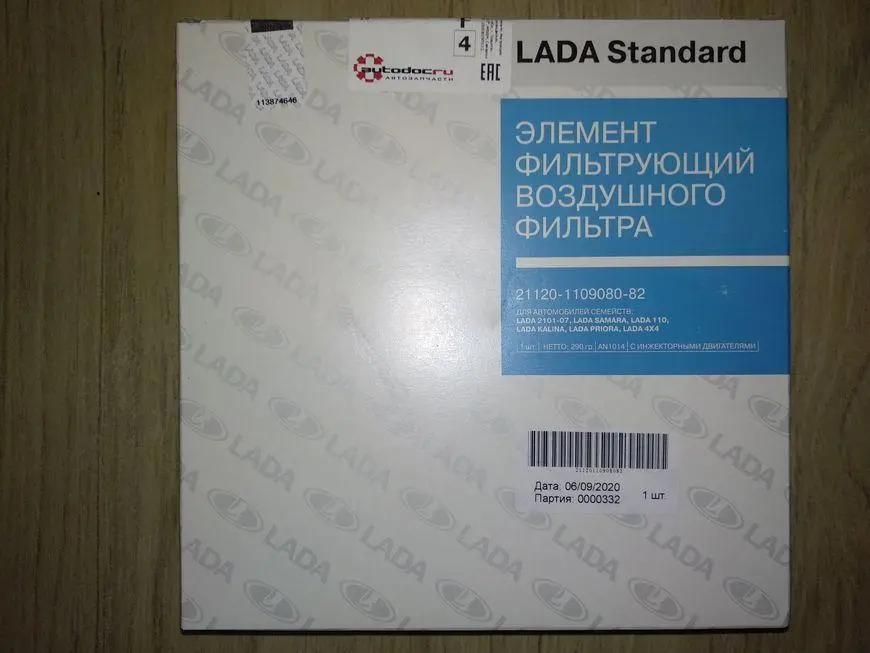 LADA Standard
4
autodoc.ru
АВТОЗАПЧАСТИ
ЕАС
113874646
ЭЛЕМЕНТ
ФИЛЬТРУЮЩИЙ
ВОЗДУШНОГО
ФИЛЬТРА
21120-1109080-82
ДЛЯ АВТОМОБИЛЕЙ СЕМЕЙСТВ:
LADA 2101-07, LADA SAMARA, LADA 110,
LADA KALINA, LADA PRIORA, LADA 4X4
1 шт. НЕТТО: 290 гр AN1014 С ИНЖЕКТОРНЫМИ ДВИГАТЕЛЯМИ
Дата: 06/09/2020
Партия: 0000332 1 шт.